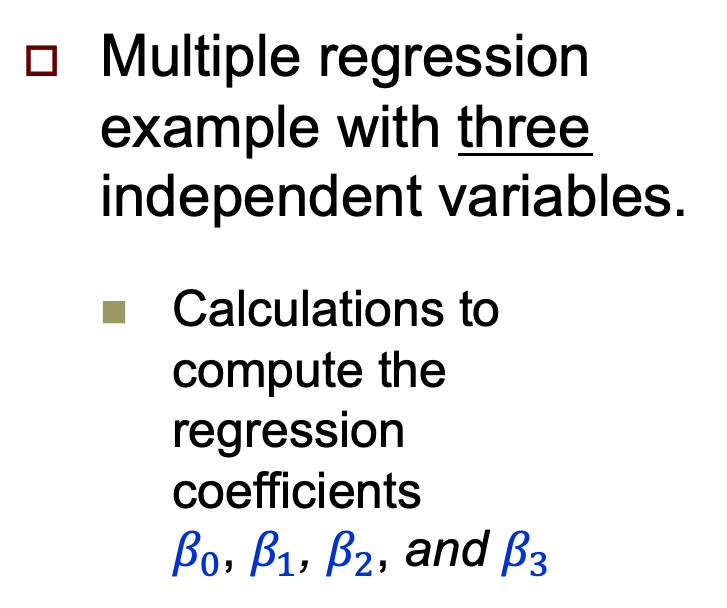 Multiple regression
example with three
independent variables.
Calculations to
compute the
regression
coefficients
β₀, β₁, β₂, and β₃